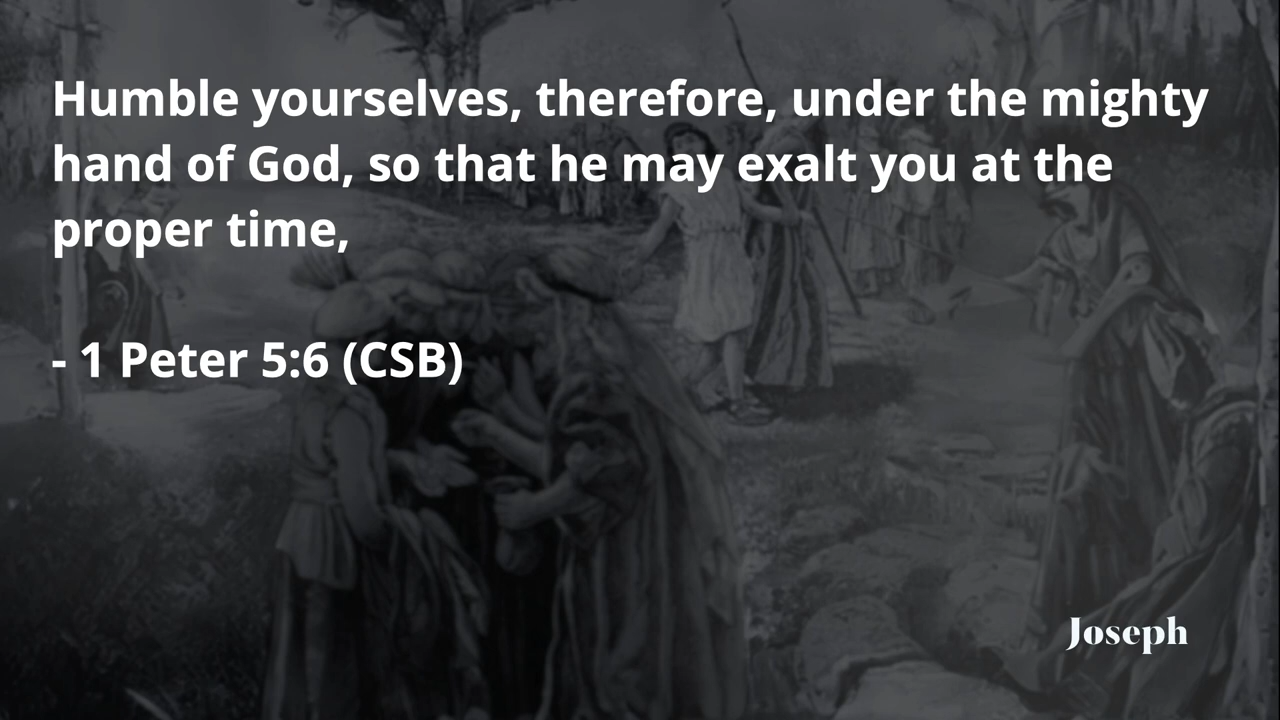 Humble yourselves, therefore, under the mighty
hand of God, so that he may exalt you at the
proper time,
- 1 Peter 5:6 (CSB)
Joseph